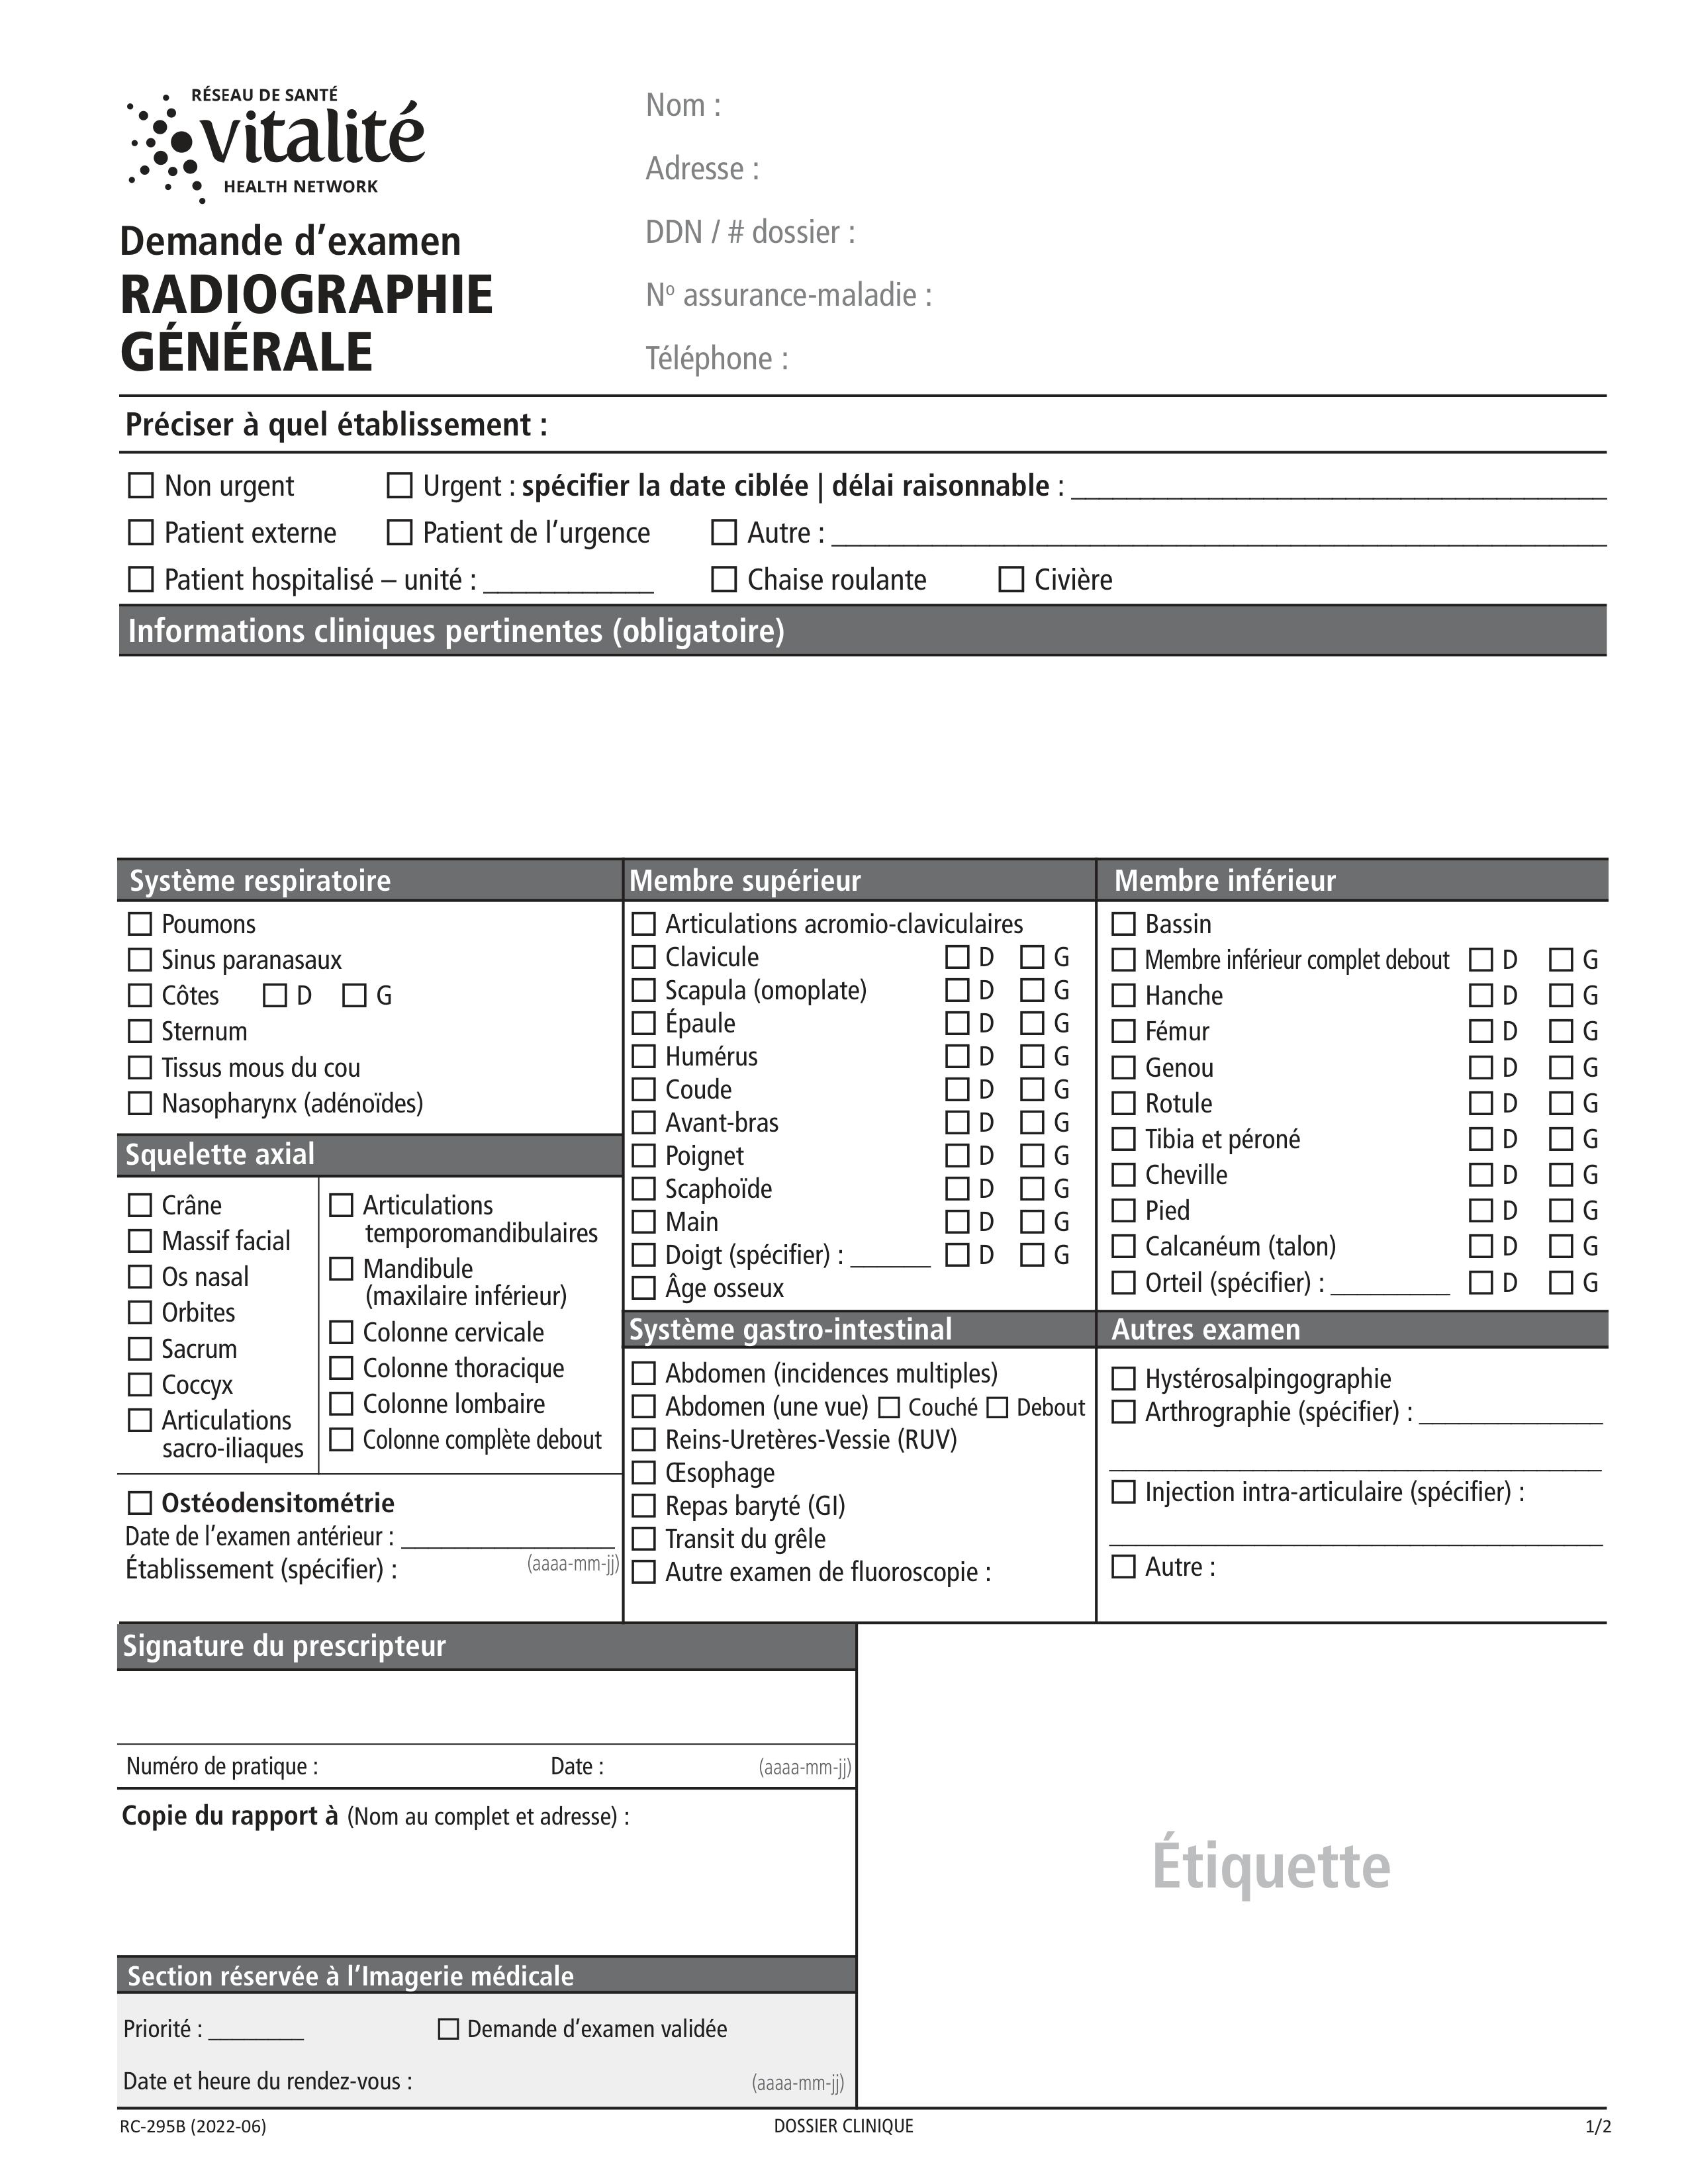 RÉSEAU DE SANTÉ
vitalité
HEALTH NETWORK
Demande d’examen
RADIOGRAPHIE
GÉNÉRALE
Nom :
Adresse :
DDN / # dossier :
Nº assurance-maladie :
Téléphone :
Préciser à quel établissement :
☐ Non urgent ☐ Urgent : spécifier la date ciblée | délai raisonnable : ____________________
☐ Patient externe ☐ Patient de l’urgence ☐ Autre : ____________________
☐ Patient hospitalisé – unité : ____________ ☐ Chaise roulante ☐ Civière
Informations cliniques pertinentes (obligatoire)
Système respiratoire
☐ Poumons
☐ Sinus paranasaux
☐ Côtes ☐ D ☐ G
☐ Sternum
☐ Tissus mous du cou
☐ Nasopharynx (adénoïdes)
Squelette axial
☐ Crâne
☐ Massif facial
☐ Os nasal
☐ Orbites
☐ Sacrum
☐ Coccyx
☐ Articulations
sacro-iliaques
☐ Articulations
temporomandibulaires
☐ Mandibule
(maxilaire inférieur)
☐ Colonne cervicale
☐ Colonne thoracique
☐ Colonne lombaire
☐ Colonne complète debout
☐ Ostéodensitométrie
Date de l’examen antérieur : ________________
(aaaa-mm-jj)
Établissement (spécifier) :
Membre supérieur
☐ Articulations acromio-claviculaires
☐ Clavicule ☐ D ☐ G
☐ Scapula (omoplate) ☐ D ☐ G
☐ Épaule ☐ D ☐ G
☐ Humérus ☐ D ☐ G
☐ Coude ☐ D ☐ G
☐ Avant-bras ☐ D ☐ G
☐ Poignet ☐ D ☐ G
☐ Scaphoïde ☐ D ☐ G
☐ Main ☐ D ☐ G
☐ Doigt (spécifier) : ______ ☐ D ☐ G
☐ Âge osseux
Système gastro-intestinal
☐ Abdomen (incidences multiples)
☐ Abdomen (une vue) ☐ Couché ☐ Debout
☐ Reins-Uretères-Vessie (RUV)
☐ Œsophage
☐ Repas baryté (GI)
☐ Transit du grêle
☐ Autre examen de fluoroscopie :
Membre inférieur
☐ Bassin
☐ Membre inférieur complet debout ☐ D ☐ G
☐ Hanche ☐ D ☐ G
☐ Fémur ☐ D ☐ G
☐ Genou ☐ D ☐ G
☐ Rotule ☐ D ☐ G
☐ Tibia et péroné ☐ D ☐ G
☐ Cheville ☐ D ☐ G
☐ Pied ☐ D ☐ G
☐ Calcanéum (talon) ☐ D ☐ G
☐ Orteil (spécifier) : _________ ☐ D ☐ G
Autres examen
☐ Hystérosalpingographie
☐ Arthrographie (spécifier) : ______________
☐ Injection intra-articulaire (spécifier) :
☐ Autre :
Signature du prescripteur
Numéro de pratique : Date : (aaaa-mm-jj)
Copie du rapport à (Nom au complet et adresse) :
Section réservée à l’Imagerie médicale
Priorité : ________ ☐ Demande d’examen validée
Date et heure du rendez-vous : (aaaa-mm-jj)
Étiquette
RC-295B (2022-06) DOSSIER CLINIQUE 1/2